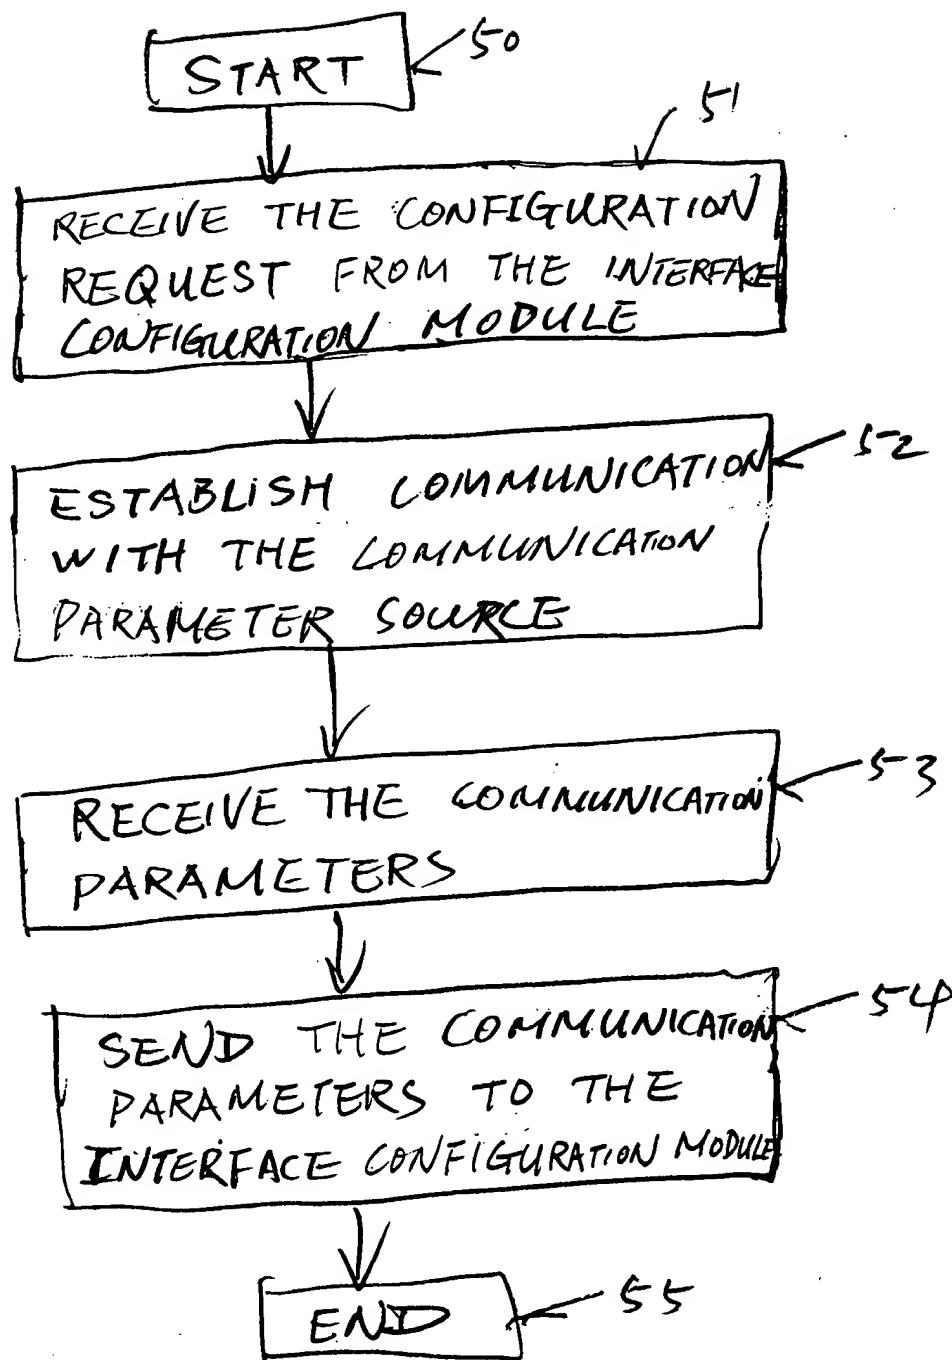 START
50
51
RECEIVE THE CONFIGURATION
REQUEST FROM THE INTERFACE
CONFIGURATION MODULE
52
ESTABLISH COMMUNICATION
WITH THE COMMUNICATION
PARAMETER SOURCE
53
RECEIVE THE COMMUNICATION
PARAMETERS
54
SEND THE COMMUNICATION
PARAMETERS TO THE
INTERFACE CONFIGURATION MODULE
END
55